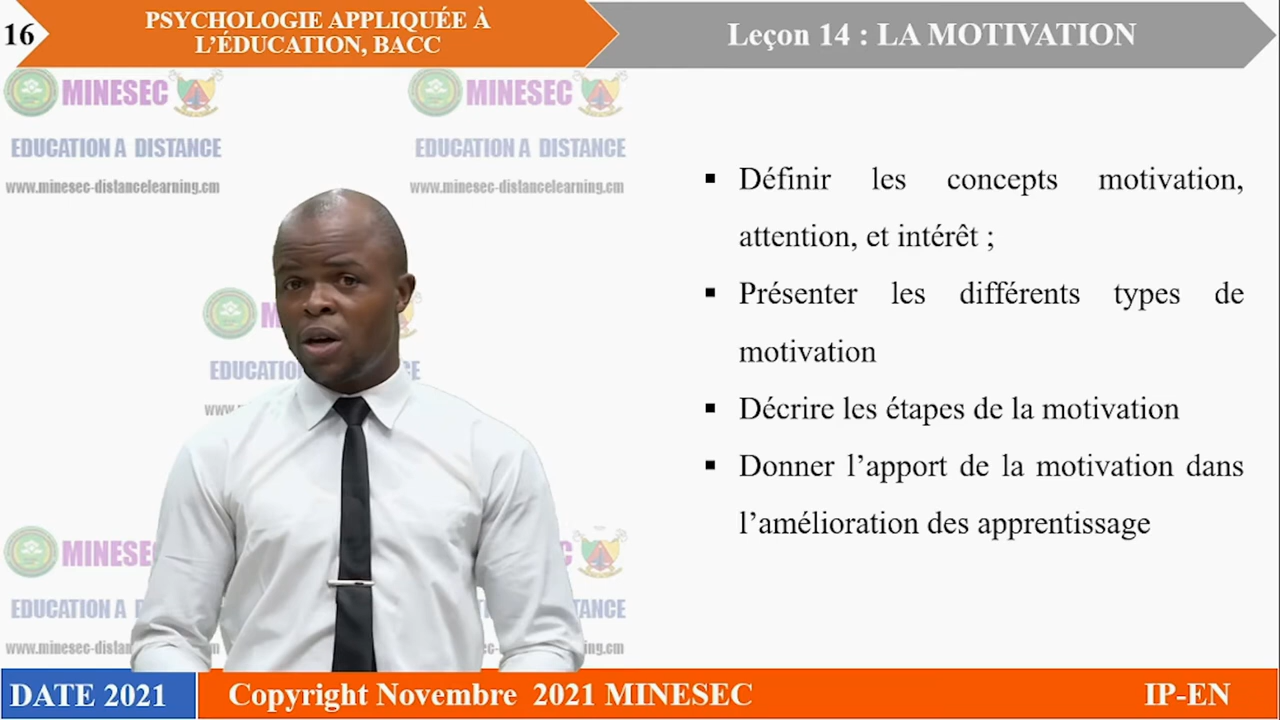 16
PSYCHOLOGIE APPLIQUÉE À
L’ÉDUCATION, BACC
Leçon 14 : LA MOTIVATION
MINESEC
MINESEC
EDUCATION A DISTANCE
EDUCATION A DISTANCE
www.minesec-distancelearning.cm
www.minesec-distancelearning.cm
▪ Définir les concepts motivation,
attention, et intérêt ;
▪ Présenter les différents types de
motivation
▪ Décrire les étapes de la motivation
▪ Donner l’apport de la motivation dans
l’amélioration des apprentissage
DATE 2021
Copyright Novembre 2021 MINESEC
IP-EN